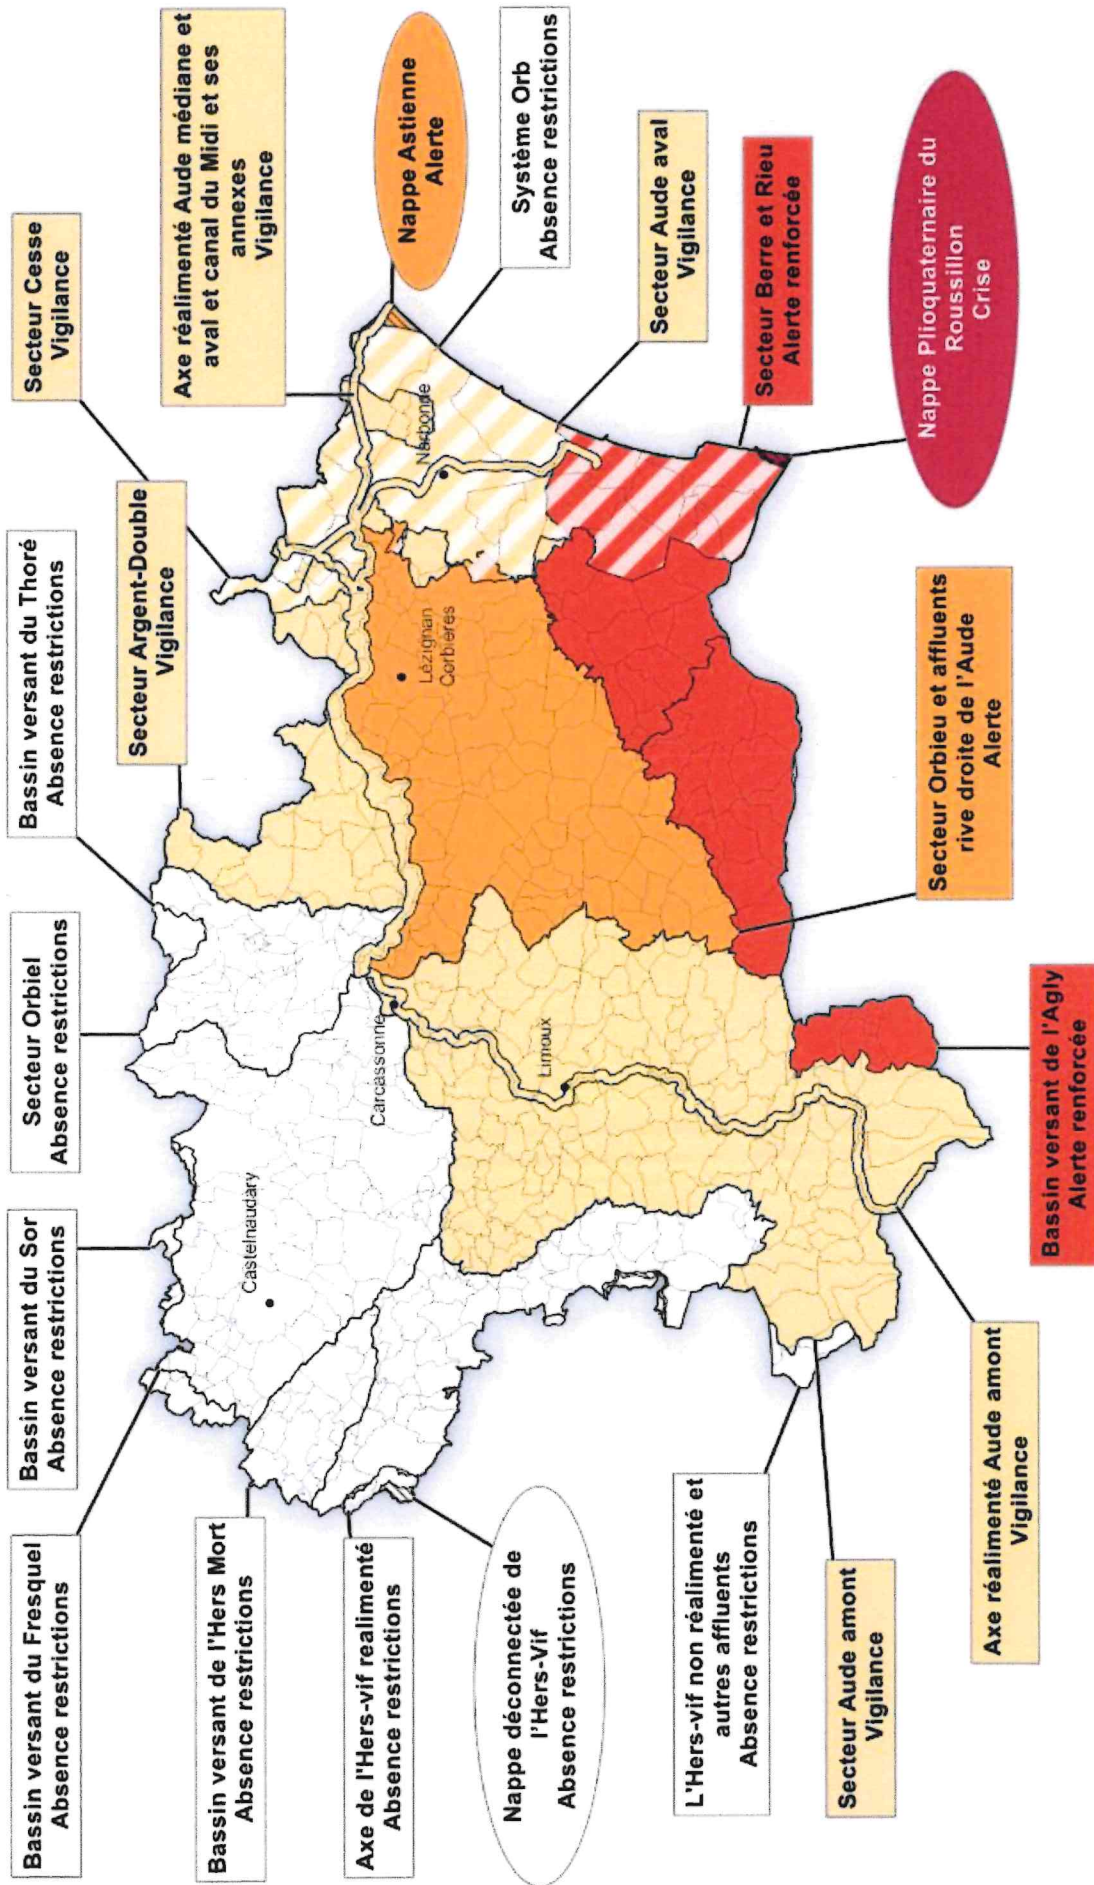 Bassin versant du Fresquel
Absence restrictions
Bassin versant du Sor
Absence restrictions
Secteur Orbiel
Absence restrictions
Bassin versant du Thoré
Absence restrictions
Secteur Argent-Double
Vigilance
Secteur Cesse
Vigilance
Axe réalimenté Aude médiane et
aval et canal du Midi et ses
annexes
Vigilance
Nappe Astienne
Alerte
Système Orb
Absence restrictions
Secteur Aude aval
Vigilance
Secteur Berre et Rieu
Alerte renforcée
Nappe Plioquaternaire du
Roussillon
Crise
Secteur Orbieu et affluents
rive droite de l'Aude
Alerte
Bassin versant de l'Agly
Alerte renforcée
Axe réalimenté Aude amont
Vigilance
Secteur Aude amont
Vigilance
L'Hers-vif non réalimenté et
autres affluents
Absence restrictions
Nappe déconnectée de
l'Hers-Vif
Absence restrictions
Axe de l'Hers-vif realimenté
Absence restrictions
Bassin versant de l'Hers Mort
Absence restrictions
Castelnaudary
Carcassonne
Limoux
Lézignan
Corbières
Narbonne